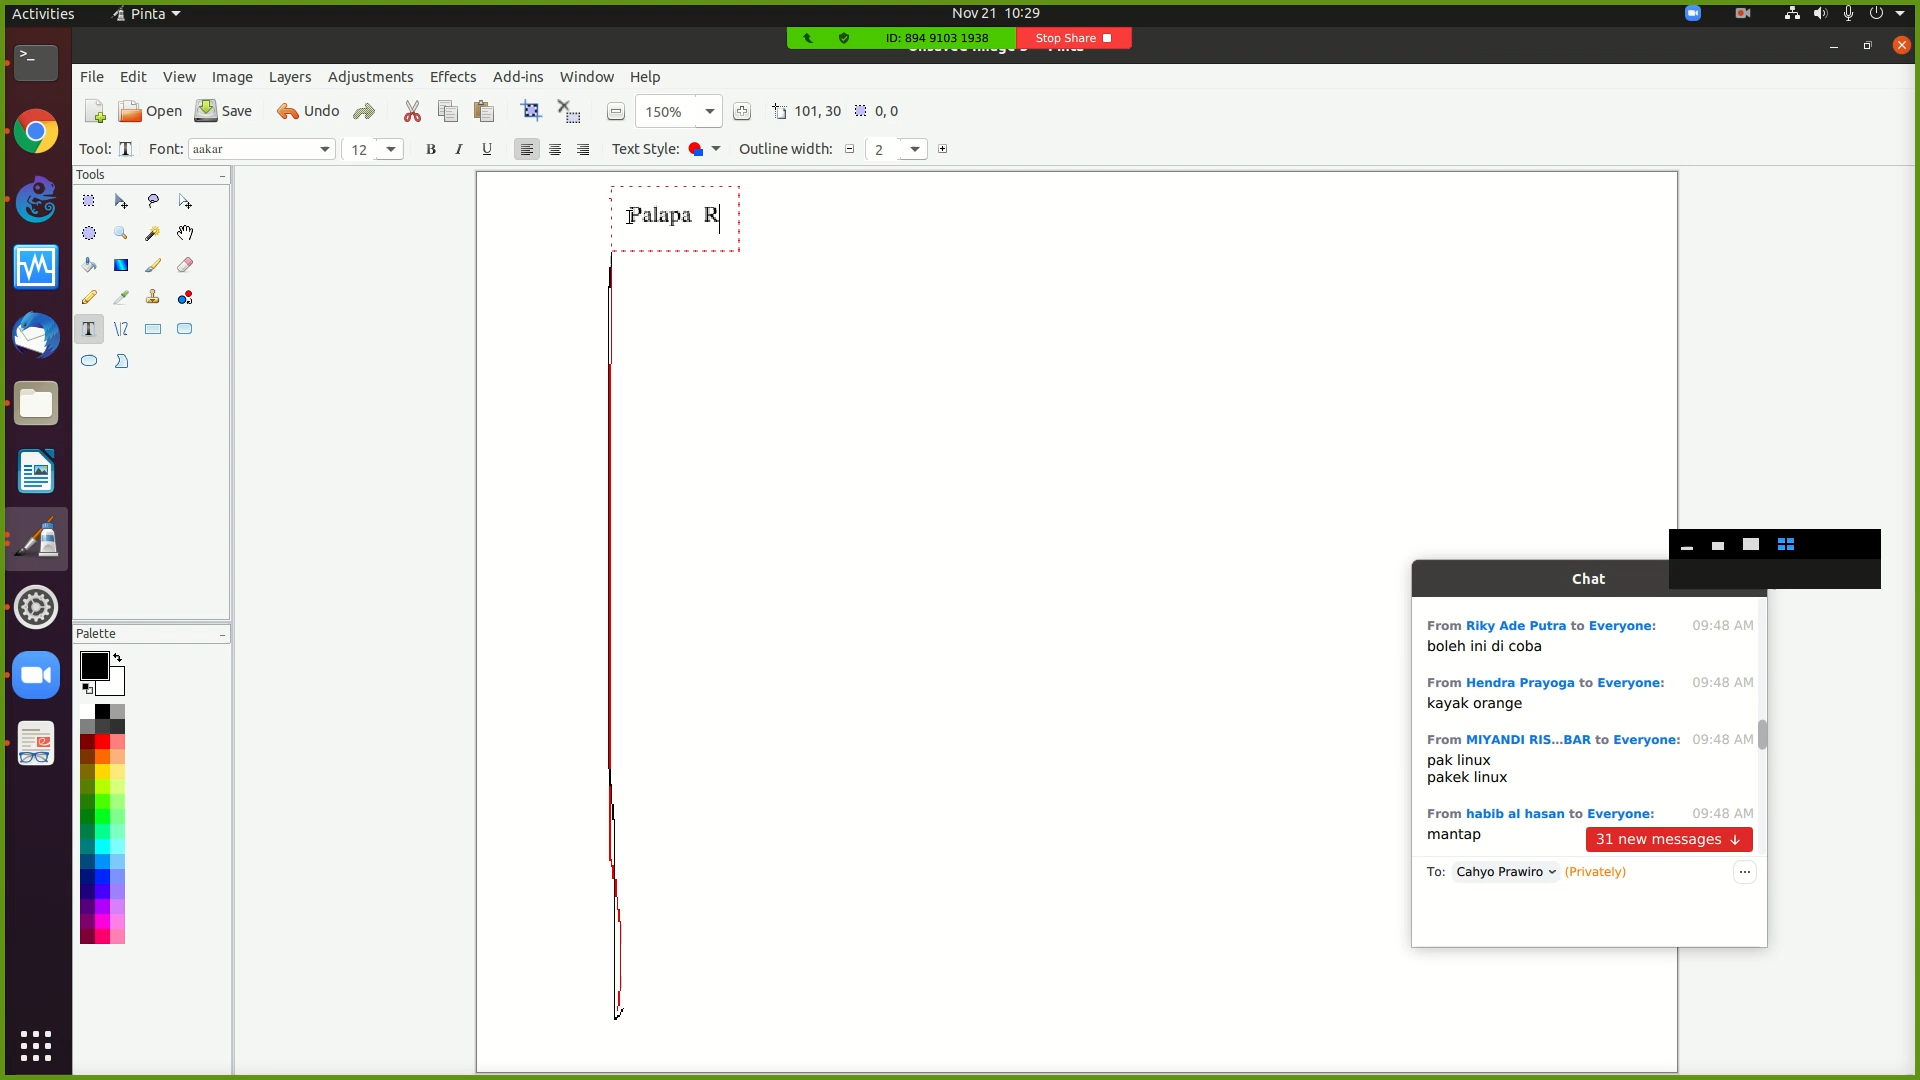 Activities Pinta Nov 21 10:29
ID: 894 9103 1938 Stop Share
File Edit View Image Layers Adjustments Effects Add-ins Window Help
Open Save Undo 150% 101, 30 0, 0
Tool: T Font: aakar 12 B I U Text Style: Outline width: 2
Tools
Palapa R
Palette
Chat
From Riky Ade Putra to Everyone: 09:48 AM
boleh ini di coba
From Hendra Prayoga to Everyone: 09:48 AM
kayak orange
From MIYANDI RIS...BAR to Everyone: 09:48 AM
pak linux
pakek linux
From habib al hasan to Everyone: 09:48 AM
mantap
31 new messages ↓
To: Cahyo Prawiro (Privately)